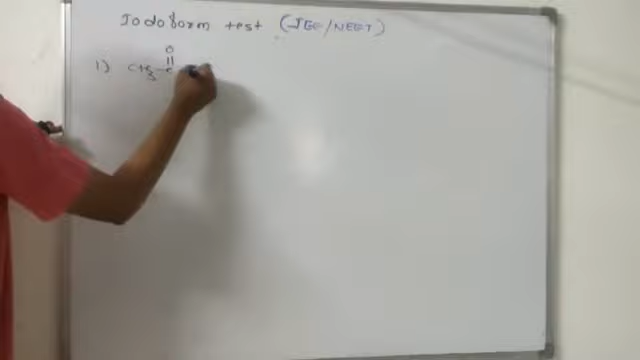 Iodoform test (JEE/NEET)
O
||
1) CH3-C